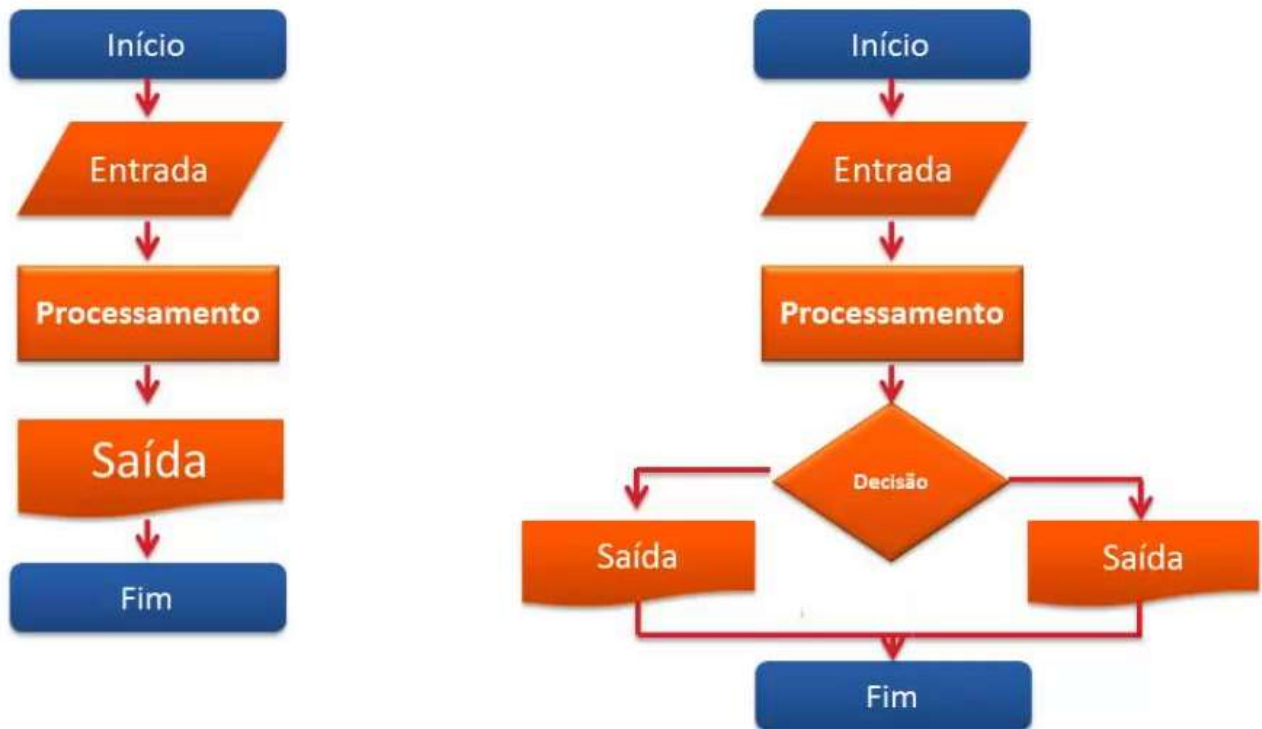 Início
Entrada
Processamento
Saída
Fim
Início
Entrada
Processamento
Decisão
Saída
Saída
Fim